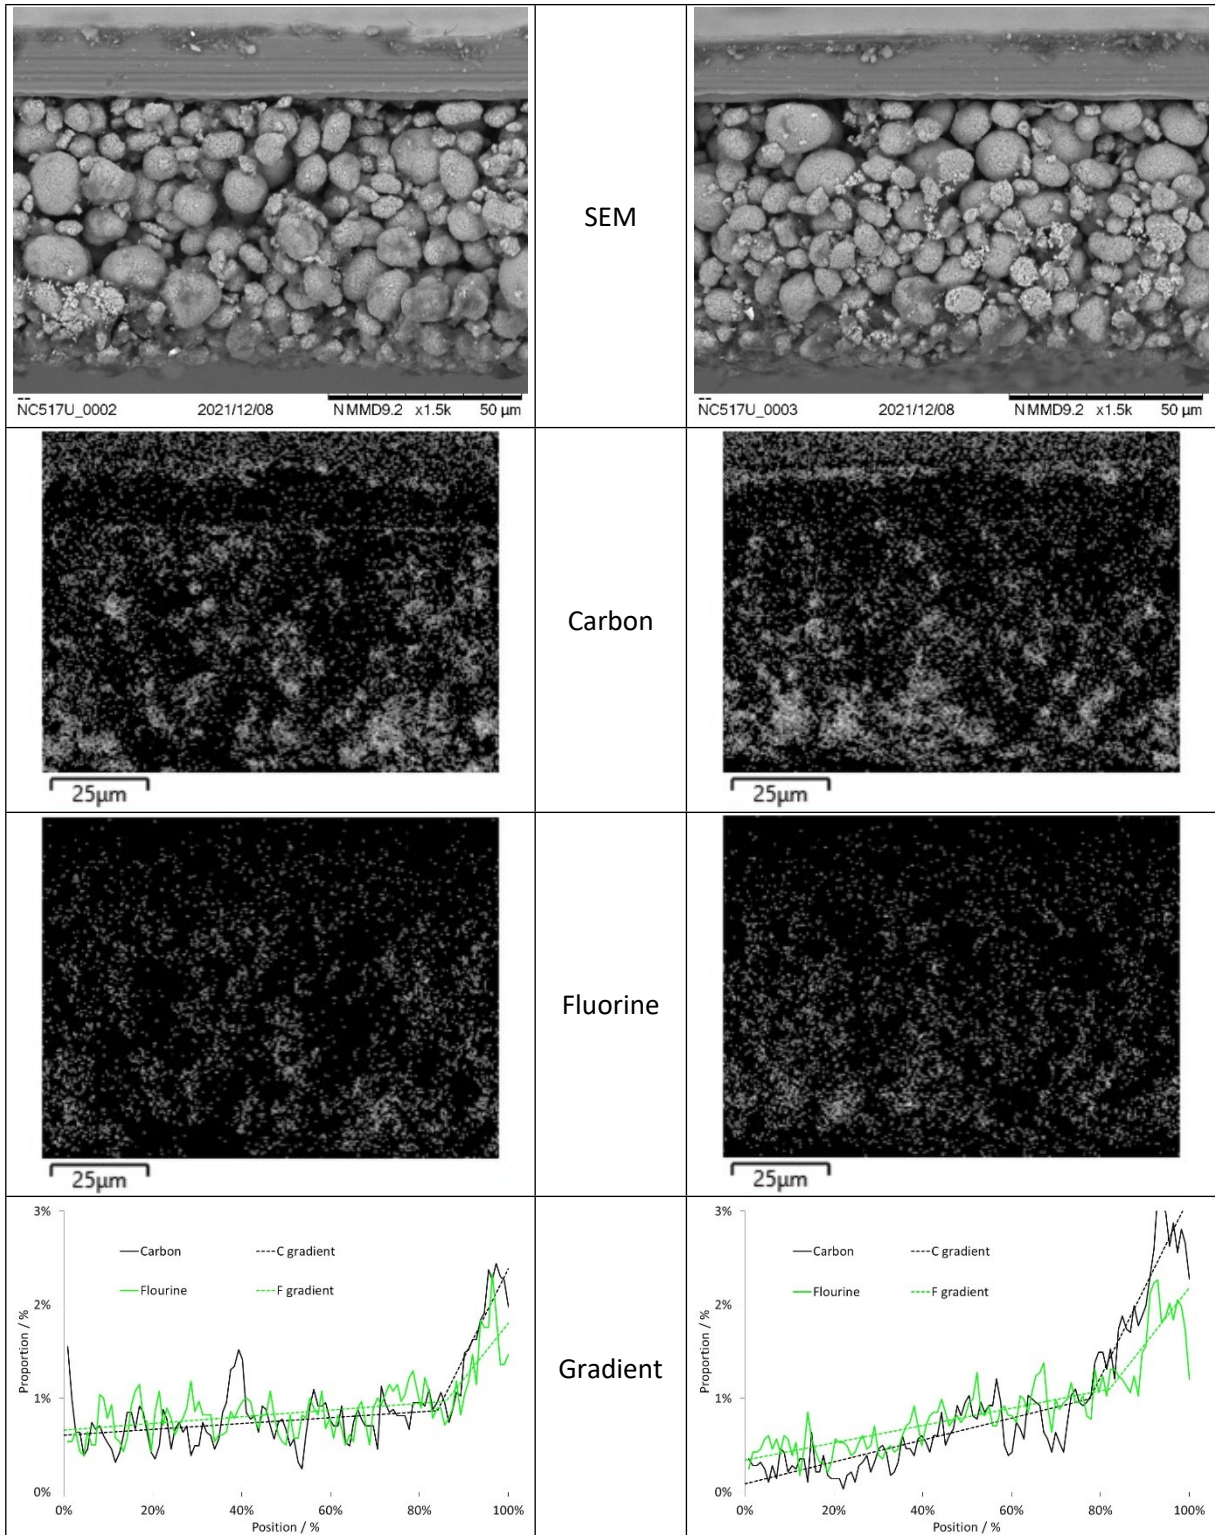 SEM
NC517U_0002 2021/12/08 NMMD9.2 x1.5k 50 µm
NC517U_0003 2021/12/08 NMMD9.2 x1.5k 50 µm
Carbon
25µm
25µm
Fluorine
25µm
25µm
Gradient
3%
2%
1%
0%
Proportion / %
Carbon
C gradient
Flourine
F gradient
0% 20% 40% 60% 80% 100%
Position / %
3%
2%
1%
0%
Proportion / %
Carbon
C gradient
Flourine
F gradient
0% 20% 40% 60% 80% 100%
Position / %